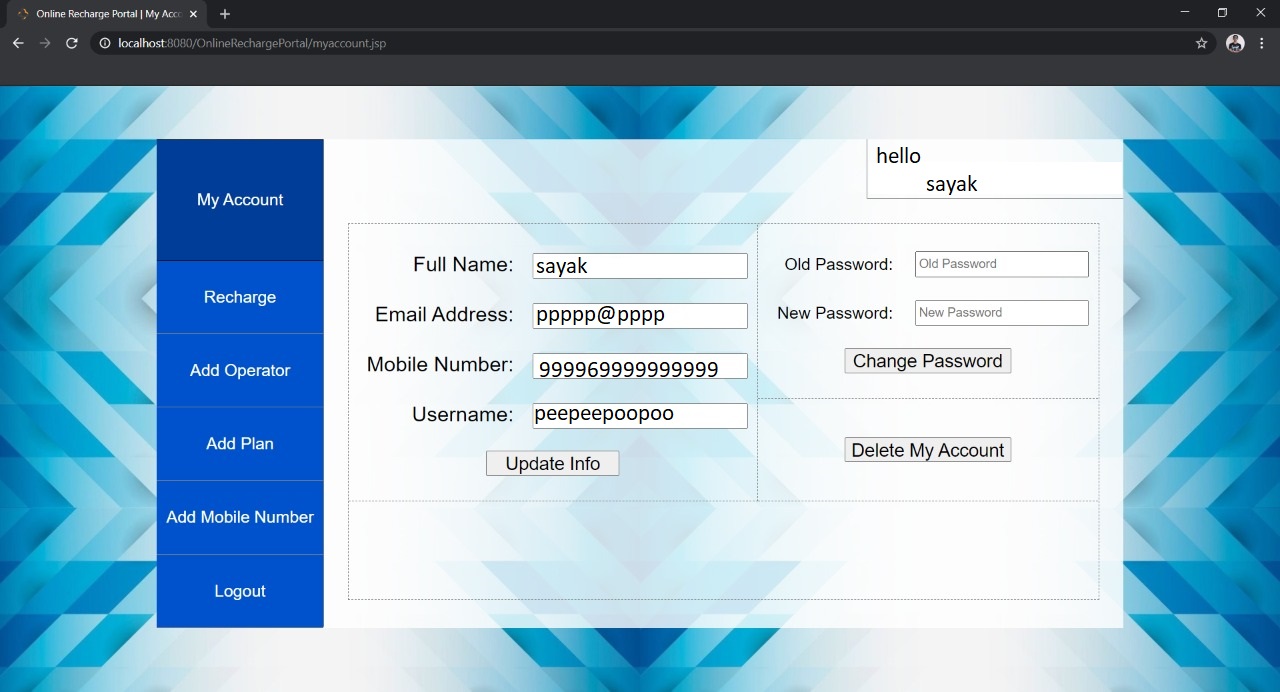 Online Recharge Portal | My Acco
localhost:8080/OnlineRechargePortal/myaccount.jsp
hello
sayak
My Account
Recharge
Add Operator
Add Plan
Add Mobile Number
Logout
Full Name: sayak
Email Address: ppppp@pppp
Mobile Number: 999969999999999
Username: peepeepoopoo
Update Info
Old Password: Old Password
New Password: New Password
Change Password
Delete My Account